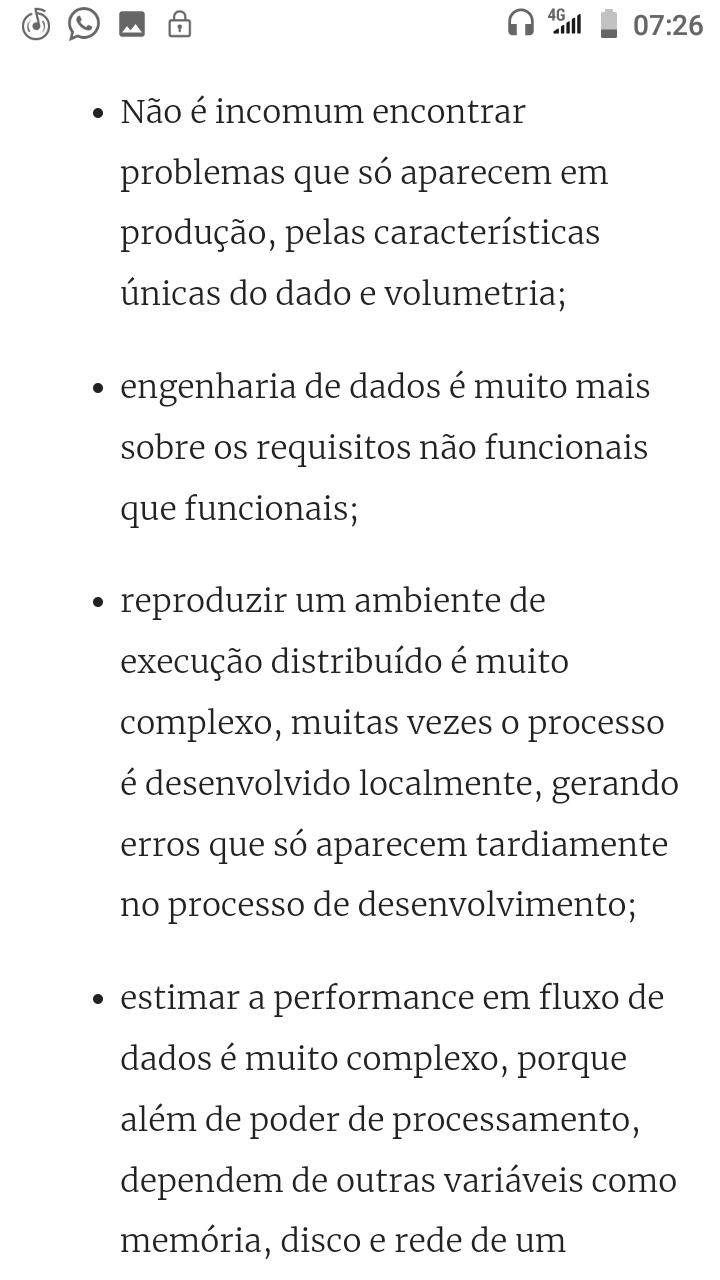 4G 07:26
• Não é incomum encontrar
problemas que só aparecem em
produção, pelas características
únicas do dado e volumetria;
• engenharia de dados é muito mais
sobre os requisitos não funcionais
que funcionais;
• reproduzir um ambiente de
execução distribuído é muito
complexo, muitas vezes o processo
é desenvolvido localmente, gerando
erros que só aparecem tardiamente
no processo de desenvolvimento;
• estimar a performance em fluxo de
dados é muito complexo, porque
além de poder de processamento,
dependem de outras variáveis como
memória, disco e rede de um